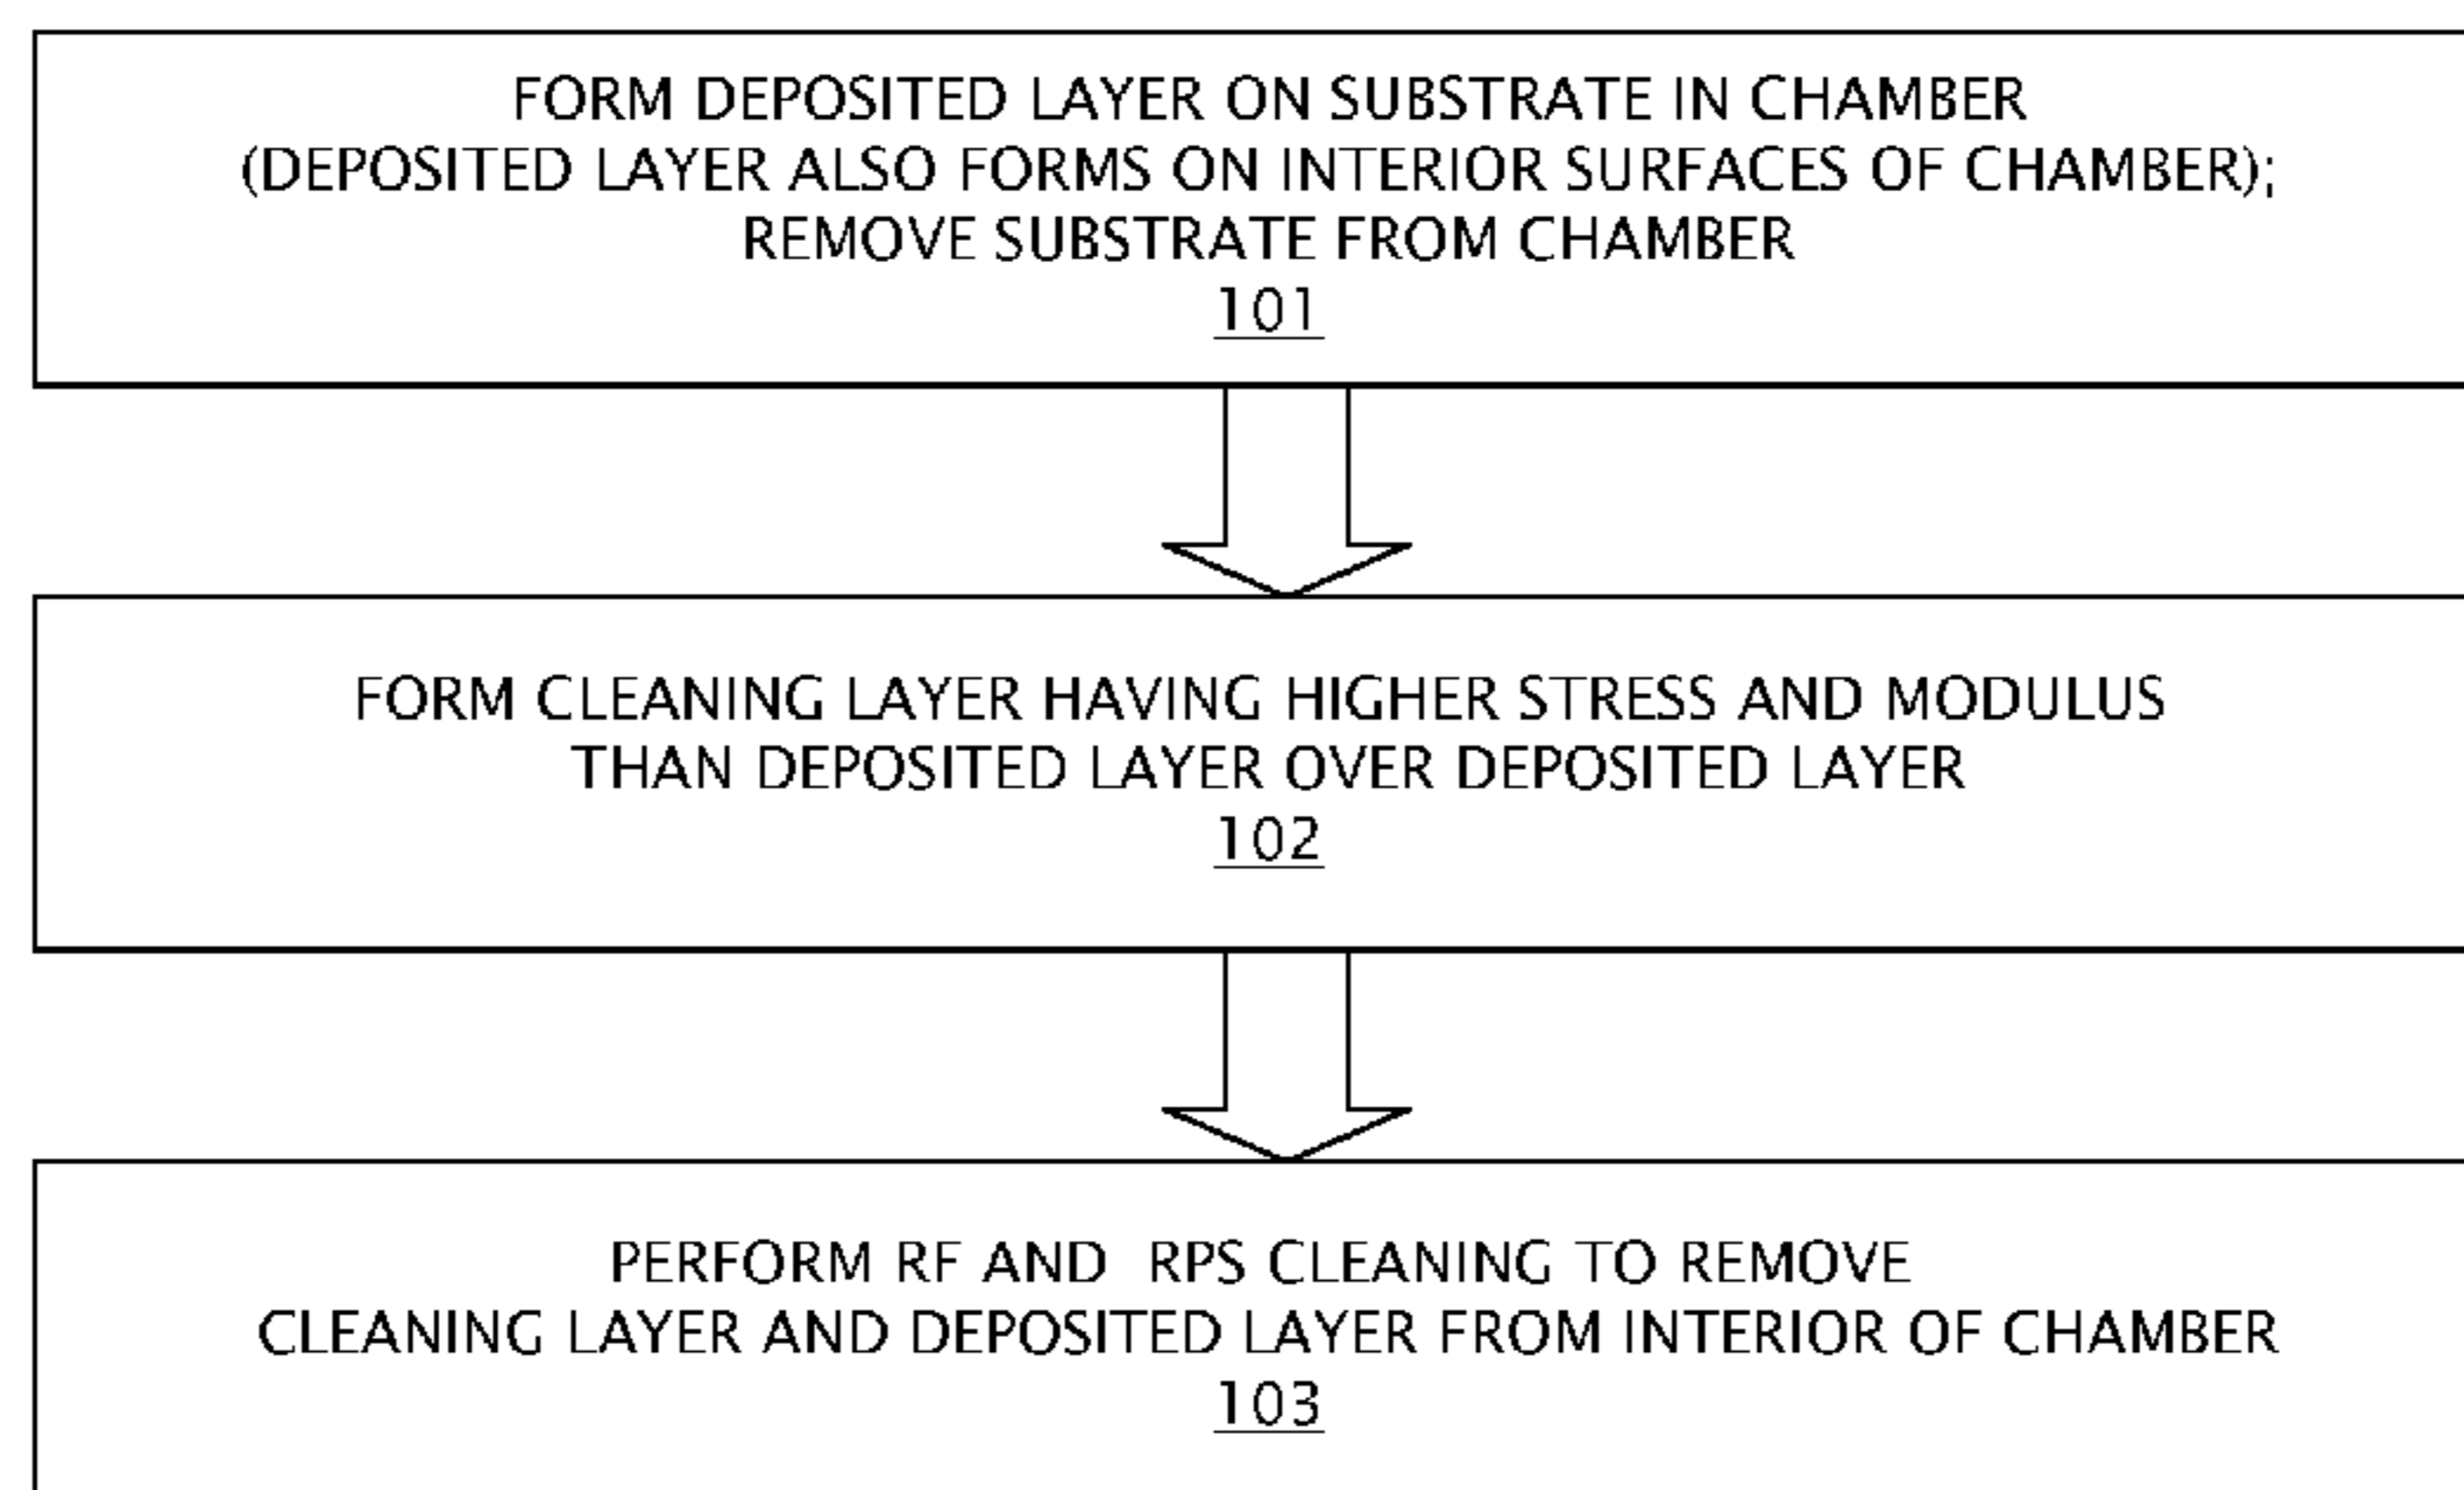 FORM DEPOSITED LAYER ON SUBSTRATE IN CHAMBER
(DEPOSITED LAYER ALSO FORMS ON INTERIOR SURFACES OF CHAMBER);
REMOVE SUBSTRATE FROM CHAMBER
101
FORM CLEANING LAYER HAVING HIGHER STRESS AND MODULUS
THAN DEPOSITED LAYER OVER DEPOSITED LAYER
102
PERFORM RF AND RPS CLEANING TO REMOVE
CLEANING LAYER AND DEPOSITED LAYER FROM INTERIOR OF CHAMBER
103